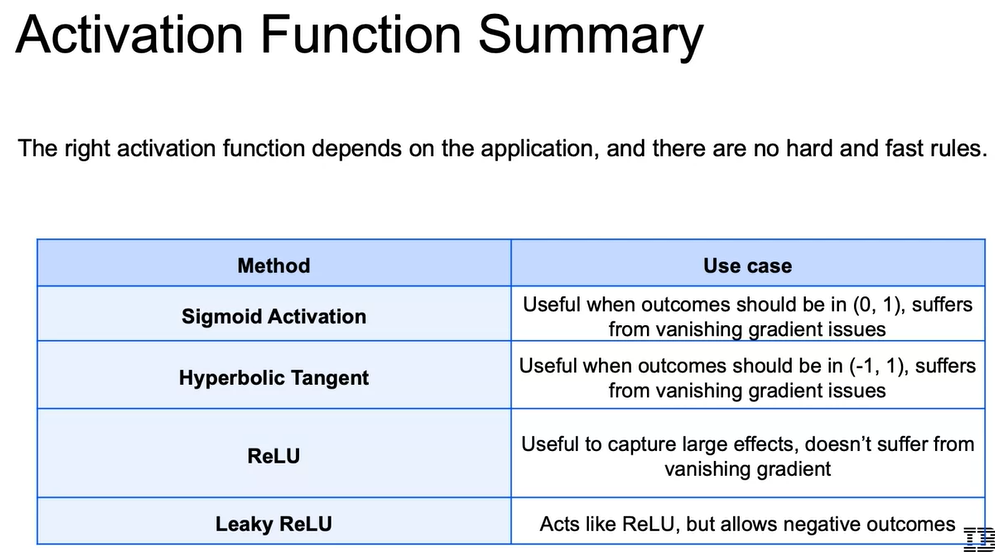 Activation Function Summary
The right activation function depends on the application, and there are no hard and fast rules.
Method
Use case
Sigmoid Activation
Useful when outcomes should be in (0, 1), suffers
from vanishing gradient issues
Hyperbolic Tangent
Useful when outcomes should be in (-1, 1), suffers
from vanishing gradient issues
ReLU
Useful to capture large effects, doesn’t suffer from
vanishing gradient
Leaky ReLU
Acts like ReLU, but allows negative outcomes